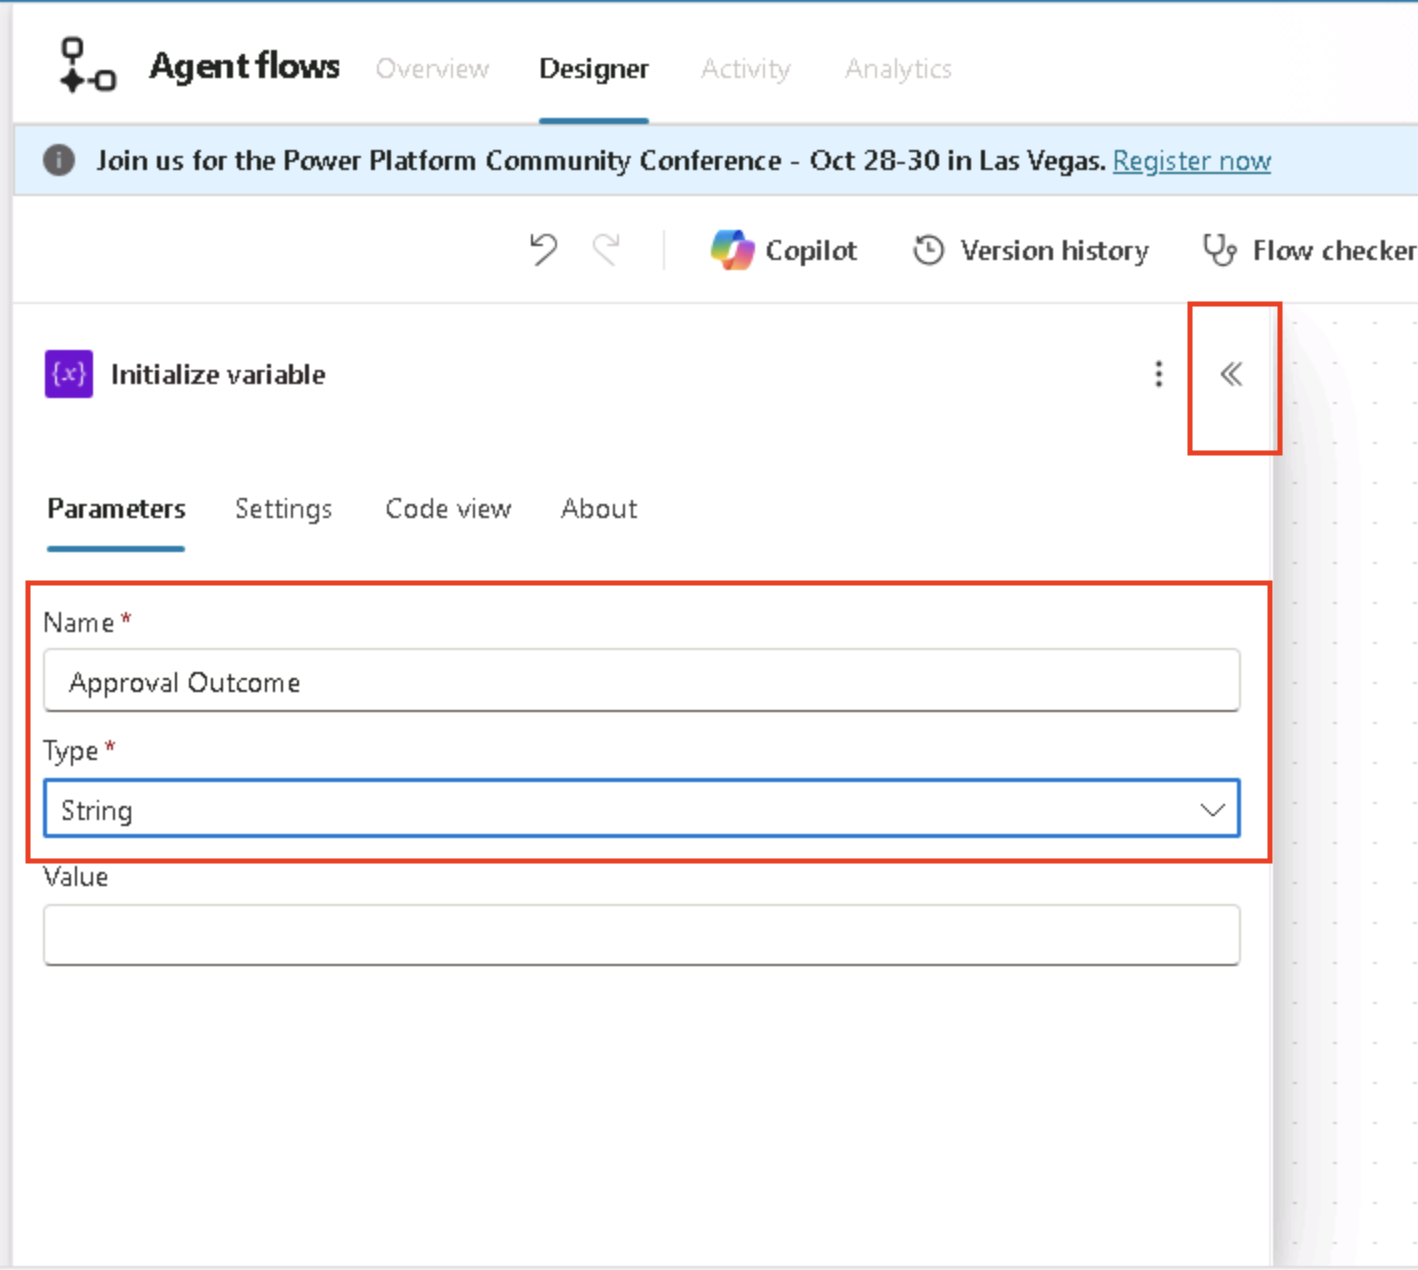 Agent flows Overview Designer Activity Analytics
Join us for the Power Platform Community Conference - Oct 28-30 in Las Vegas. Register now
Copilot Version history Flow checker
{x} Initialize variable
Parameters Settings Code view About
Name *
Approval Outcome
Type *
String
Value